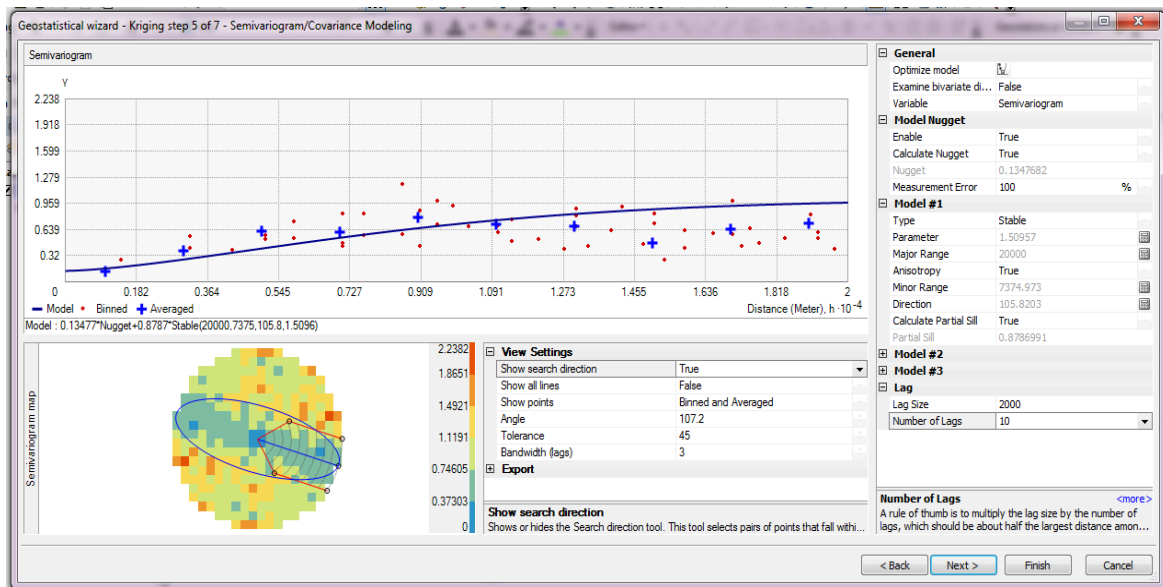 Geostatistical wizard - Kriging step 5 of 7 - Semivariogram/Covariance Modeling
Semivariogram
Y
2.238
1.918
1.599
1.279
0.959
0.639
0.32
0 0.182 0.364 0.545 0.727 0.909 1.091 1.273 1.455 1.636 1.818 2
Model Binned Averaged
Distance (Meter), h ·10⁻⁴
Model : 0.13477*Nugget+0.8787*Stable(20000,7375,105.8,1.5096)
Semivariogram map
2.2382
1.8651
1.4921
1.1191
0.74605
0.37303
0
View Settings
Show search direction True
Show all lines False
Show points Binned and Averaged
Angle 107.2
Tolerance 45
Bandwidth (lags) 3
Export
Show search direction
Shows or hides the Search direction tool. This tool selects pairs of points that fall withi...
General
Optimize model
Examine bivariate di... False
Variable Semivariogram
Model Nugget
Enable True
Calculate Nugget True
Nugget 0.1347682
Measurement Error 100 %
Model #1
Type Stable
Parameter 1.50957
Major Range 20000
Anisotropy True
Minor Range 7374.973
Direction 105.8203
Calculate Partial Sill True
Partial Sill 0.8786991
Model #2
Model #3
Lag
Lag Size 2000
Number of Lags 10
Number of Lags <more>
A rule of thumb is to multiply the lag size by the number of
lags, which should be about half the largest distance amon...
< Back Next > Finish Cancel